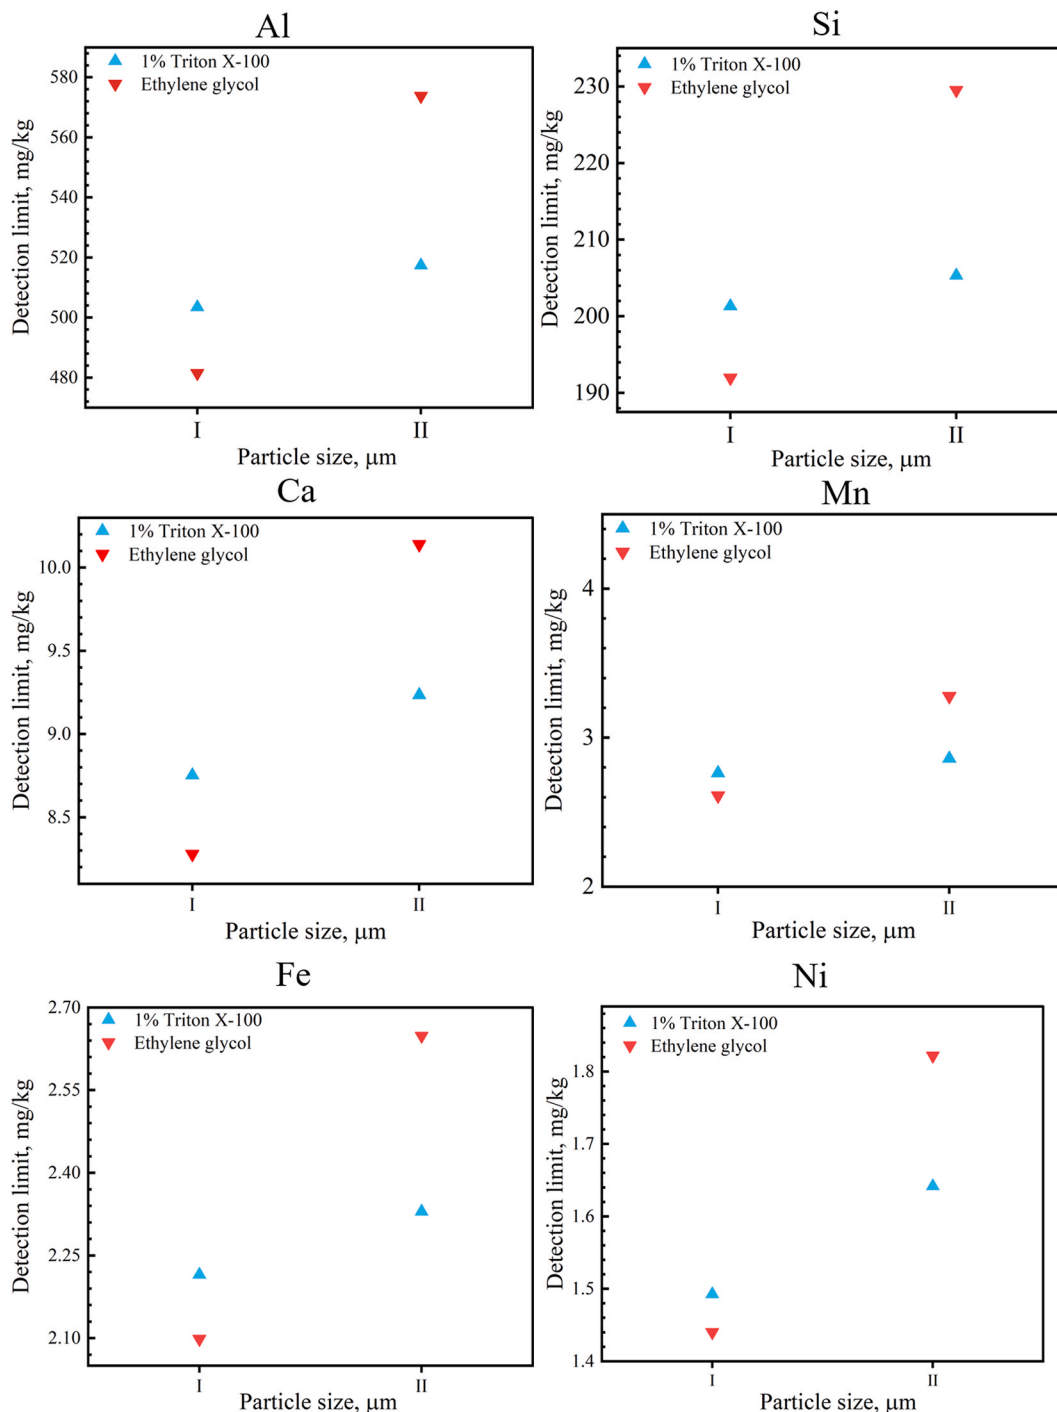 Al
1% Triton X-100
Ethylene glycol
Detection limit, mg/kg
580
560
540
520
500
480
I
II
Particle size, μm
Si
1% Triton X-100
Ethylene glycol
Detection limit, mg/kg
230
220
210
200
190
I
II
Particle size, μm
Ca
1% Triton X-100
Ethylene glycol
Detection limit, mg/kg
10.0
9.5
9.0
8.5
I
II
Particle size, μm
Mn
1% Triton X-100
Ethylene glycol
Detection limit, mg/kg
4
3
2
I
II
Particle size, μm
Fe
1% Triton X-100
Ethylene glycol
Detection limit, mg/kg
2.70
2.55
2.40
2.25
2.10
I
II
Particle size, μm
Ni
1% Triton X-100
Ethylene glycol
Detection limit, mg/kg
1.8
1.7
1.6
1.5
1.4
I
II
Particle size, μm